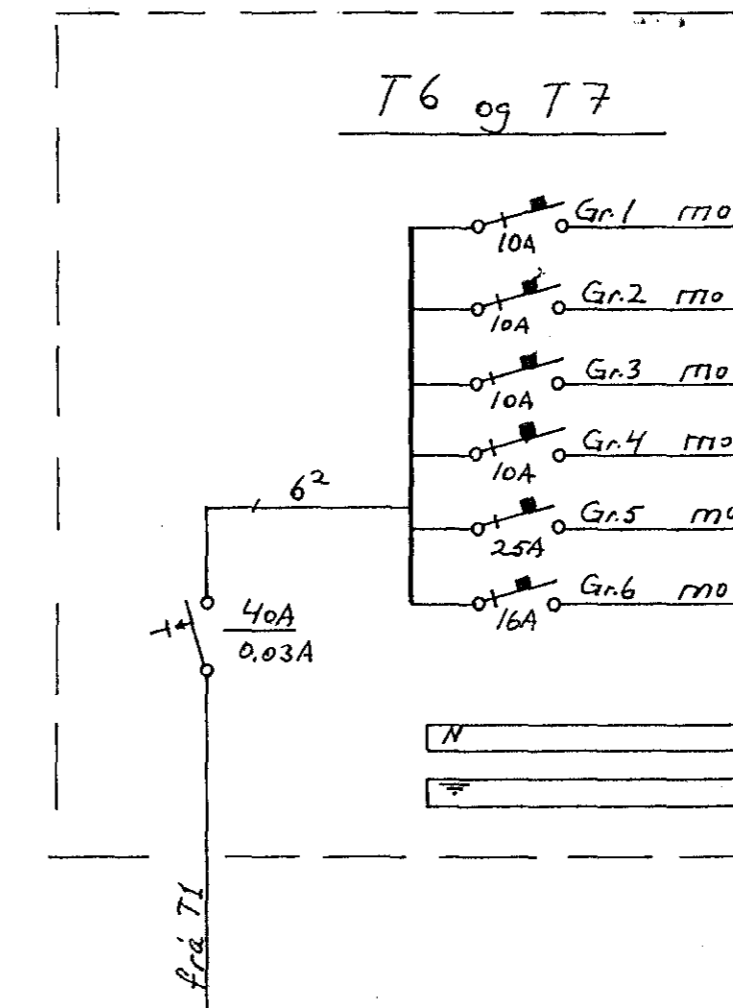 T6 og T7
Gr.1 mo
10A
Gr.2 mo
10A
Gr.3 mo
10A
Gr.4 mo
10A
6²
Gr.5 mo
25A
Gr.6 mo
16A
40A
0.03A
N
frá T1